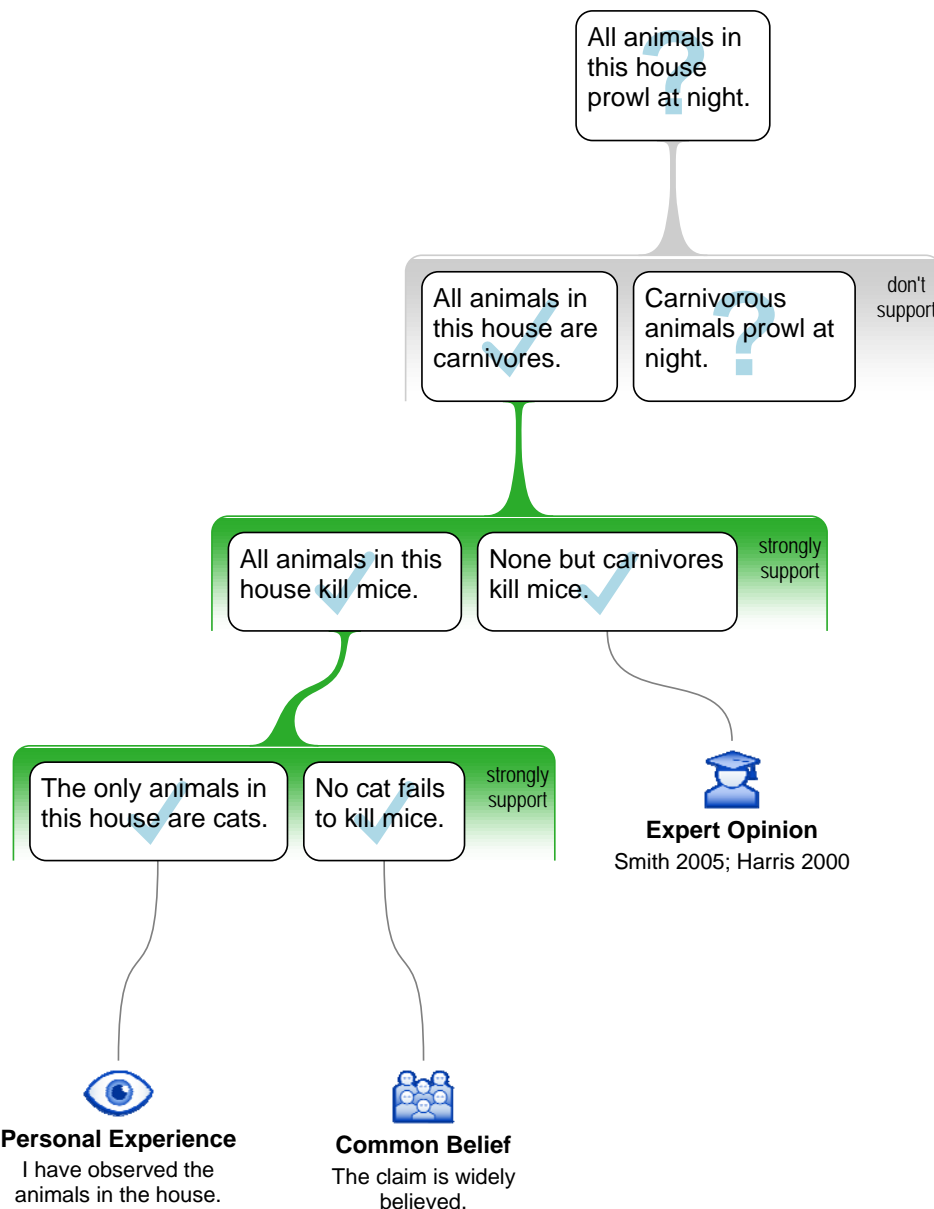 All animals in
this house
prowl at night.
All animals in
this house are
carnivores.
Carnivorous
animals prowl at
night.
don't
support
All animals in this
house kill mice.
None but carnivores
kill mice.
strongly
support
The only animals in
this house are cats.
No cat fails
to kill mice.
strongly
support
Expert Opinion
Smith 2005; Harris 2000
Personal Experience
I have observed the
animals in the house.
Common Belief
The claim is widely
believed.